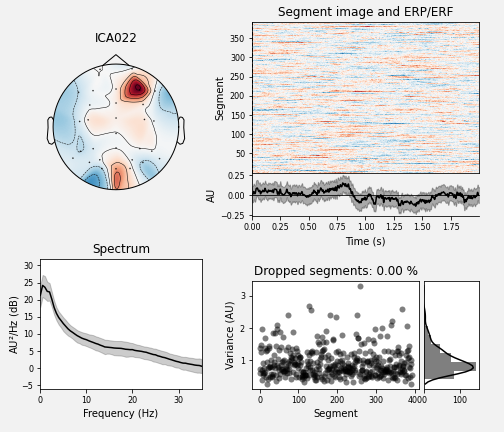 ICA022
Segment image and ERP/ERF
Segment
350
300
250
200
150
100
50
AU
0.25
0.00
−0.25
0.00 0.25 0.50 0.75 1.00 1.25 1.50 1.75
Time (s)
Spectrum
AU²/Hz (dB)
30
25
20
15
10
5
0
−5
0 10 20 30
Frequency (Hz)
Dropped segments: 0.00 %
Variance (AU)
3
2
1
0 100 200 300 400
Segment
0 100